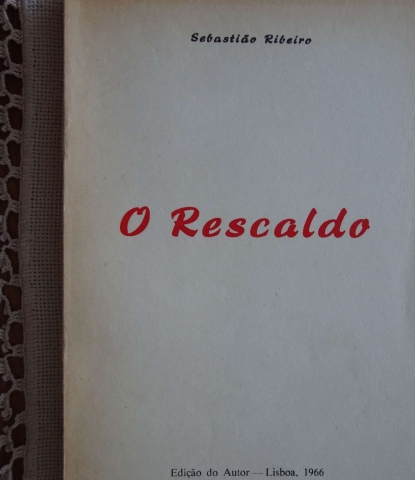 Sebastião Ribeiro
O Rescaldo
Edição do Autor — Lisboa, 1966